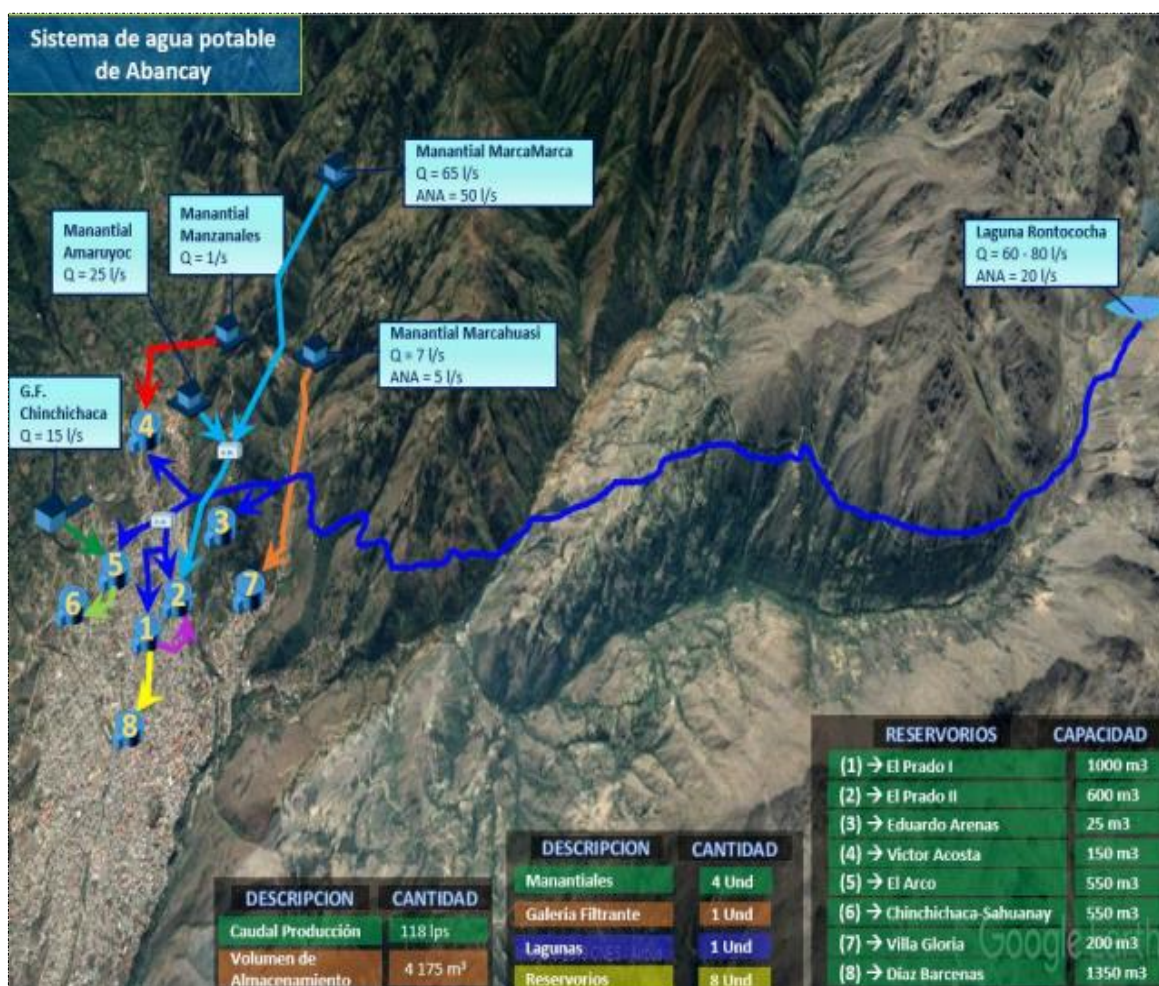 Sistema de agua potable
de Abancay
Manantial MarcaMarca
Q = 65 l/s
ANA = 50 l/s
Manantial
Manzanales
Q = 1/s
Manantial
Amaruyoc
Q = 25 l/s
Laguna Rontococha
Q = 60 - 80 l/s
ANA = 20 l/s
Manantial Marcahuasi
Q = 7 l/s
ANA = 5 l/s
G.F.
Chinchichaca
Q = 15 l/s
4
3
5
7
6
2
1
8
RESERVORIOS CAPACIDAD
(1) → El Prado I 1000 m3
(2) → El Prado II 600 m3
(3) → Eduardo Arenas 25 m3
(4) → Victor Acosta 150 m3
(5) → El Arco 550 m3
(6) → Chinchichaca-Sahuanay 550 m3
(7) → Villa Gloria 200 m3
(8) → Díaz Barcenas 1350 m3
DESCRIPCION CANTIDAD
Manantiales 4 Und
Galería Filtrante 1 Und
Lagunas 1 Und
Reservorios 8 Und
DESCRIPCION CANTIDAD
Caudal Producción 118 lps
Volumen de
Almacenamiento 4 175 m³
Google Earth